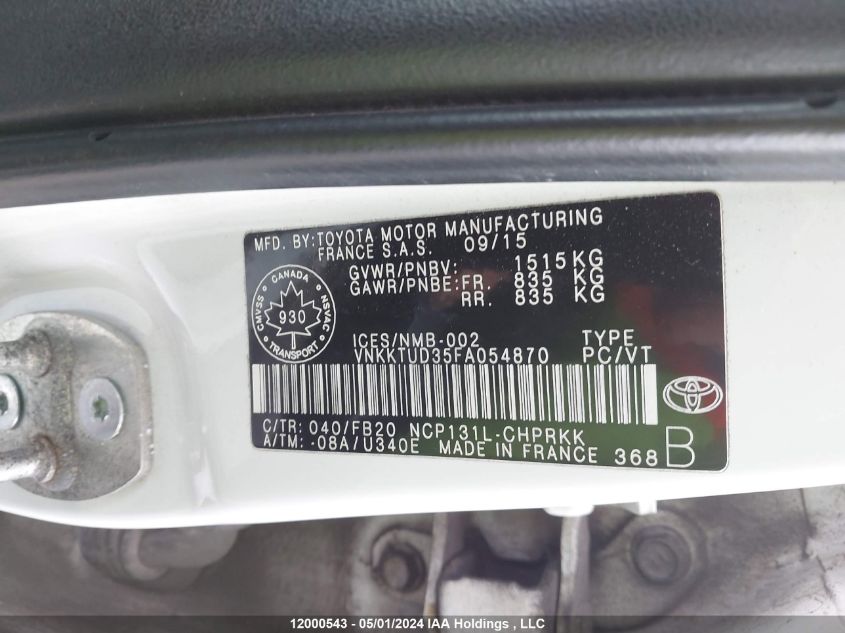 MFD. BY:TOYOTA MOTOR MANUFACTURING
FRANCE S.A.S. 09/15
GVWR/PNBV: 1515KG
GAWR/PNBE:FR. 835 KG
RR. 835 KG
CANADA
CMVSS
NSVAC
930
TRANSPORT
ICES/NMB-002 TYPE
VNKKTUD35FA054870 PC/VT
C/TR: 040/FB20 NCP131L-CHPRKK
A/TM: -08A/U340E MADE IN FRANCE 368 B
12000543 - 05/01/2024 IAA Holdings , LLC